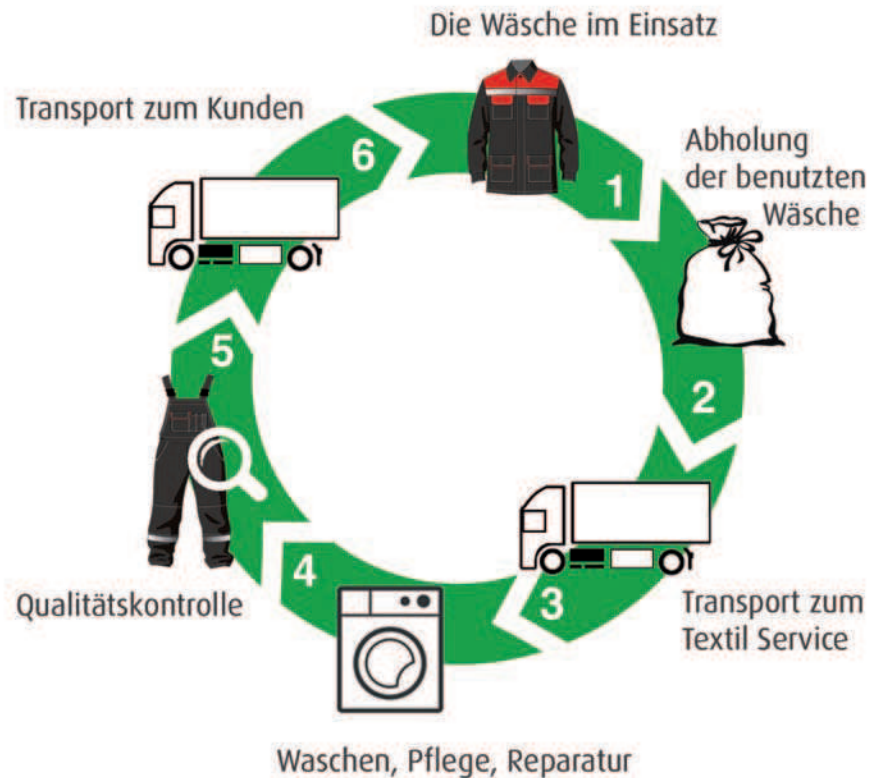 Die Wäsche im Einsatz
1
Abholung
der benutzten
Wäsche
2
Transport zum
Textil Service
3
Waschen, Pflege, Reparatur
4
Qualitätskontrolle
5
Transport zum Kunden
6